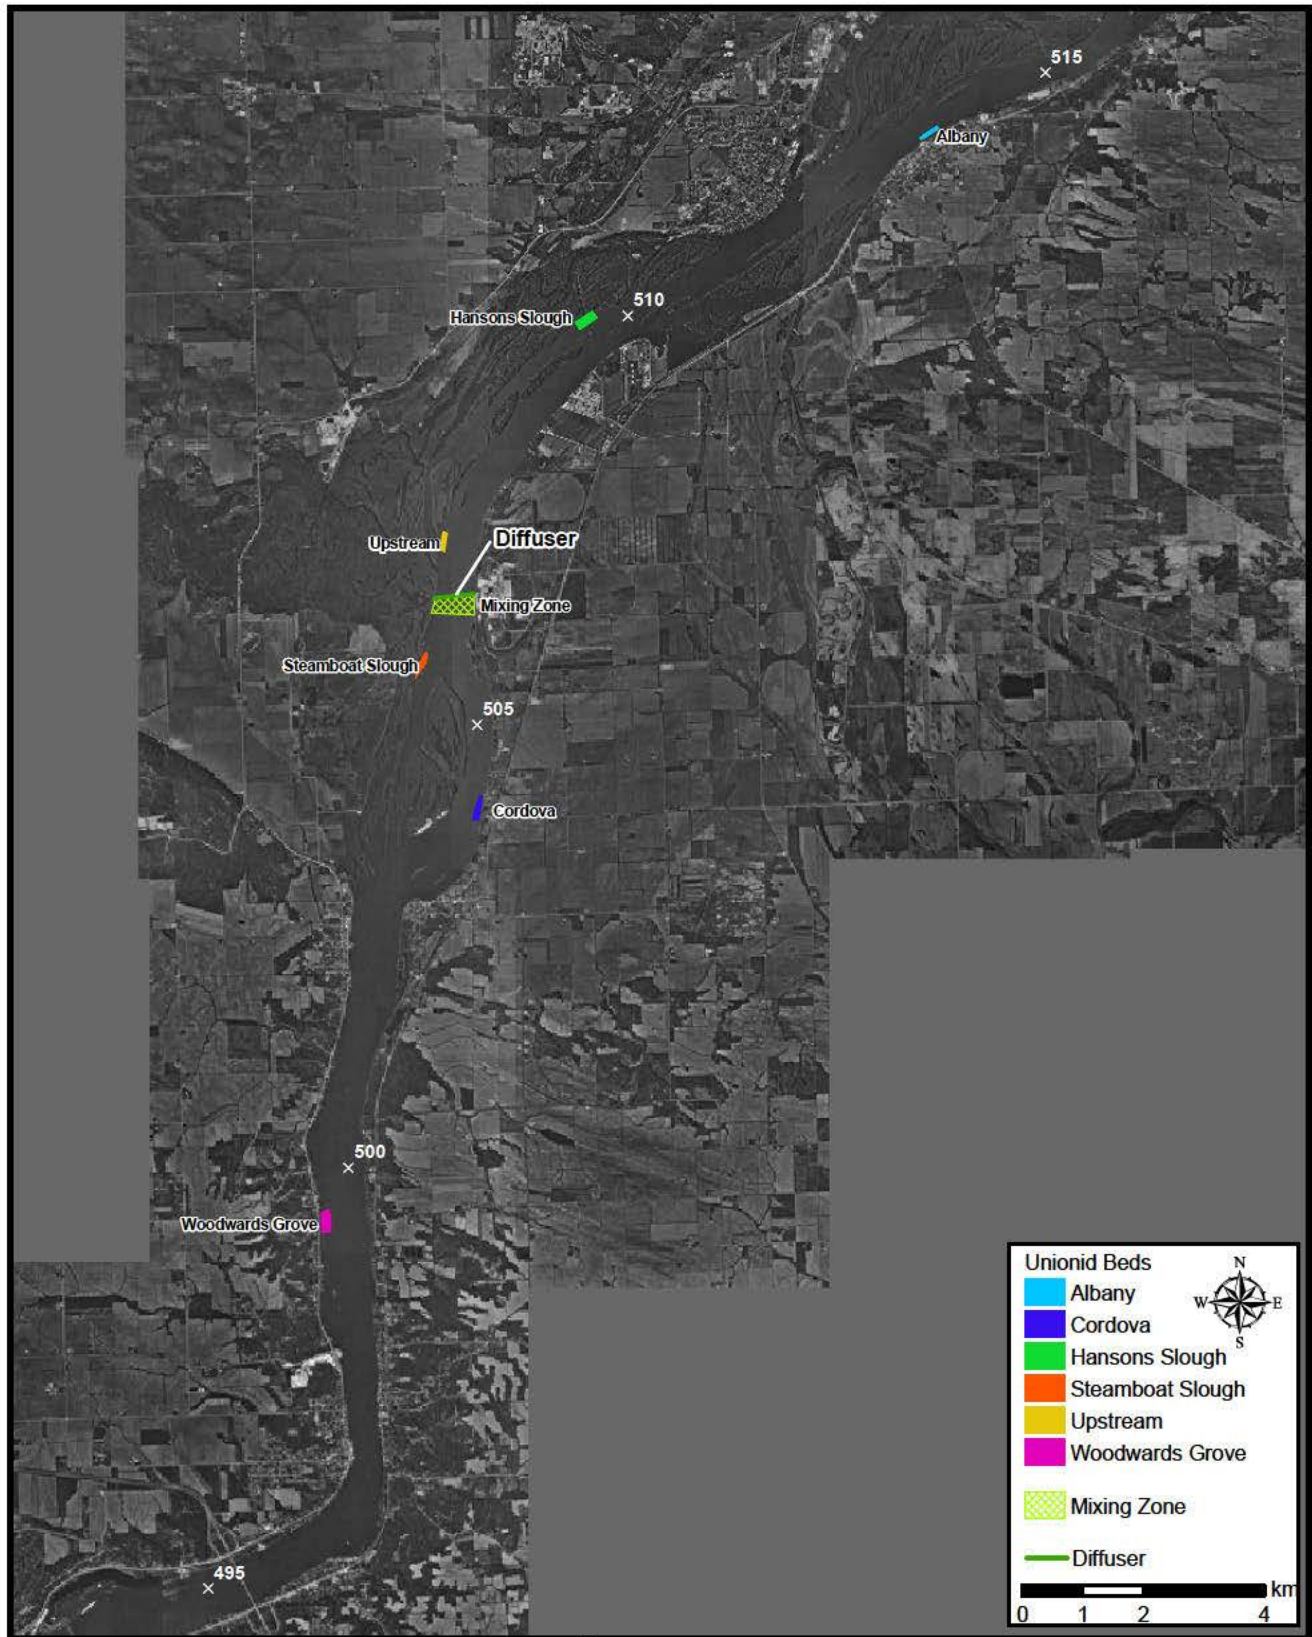 515
Albany
510
Hansons Slough
Upstream
Diffuser
Mixing Zone
Steamboat Slough
505
Cordova
500
Woodwards Grove
495
Unionid Beds
N
W E
S
Albany
Cordova
Hansons Slough
Steamboat Slough
Upstream
Woodwards Grove
Mixing Zone
Diffuser
km
0 1 2 4